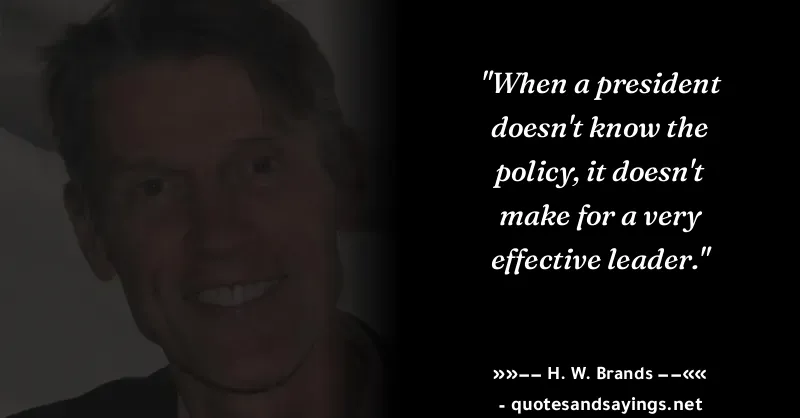 "When a president
doesn't know the
policy, it doesn't
make for a very
effective leader."
»»–– H. W. Brands ––««
- quotesandsayings.net